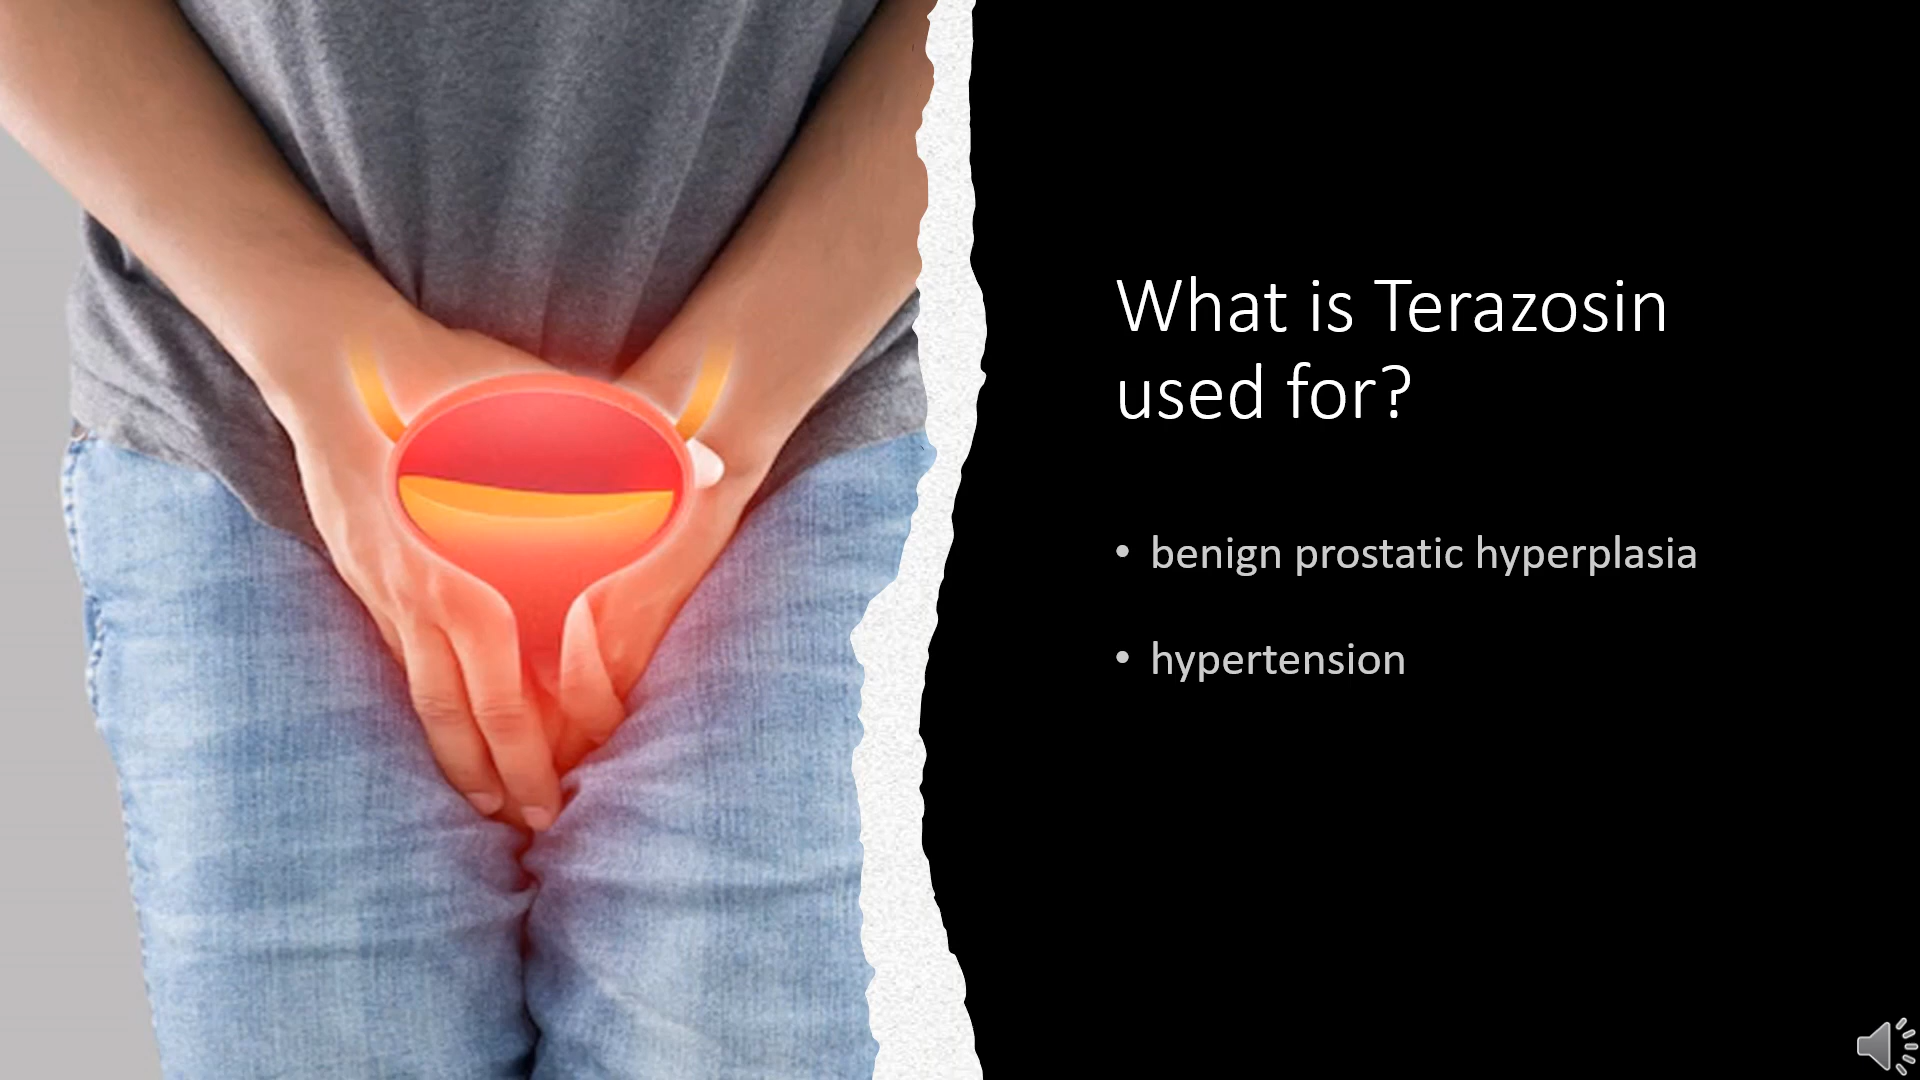 What is Terazosin
used for?
• benign prostatic hyperplasia
• hypertension